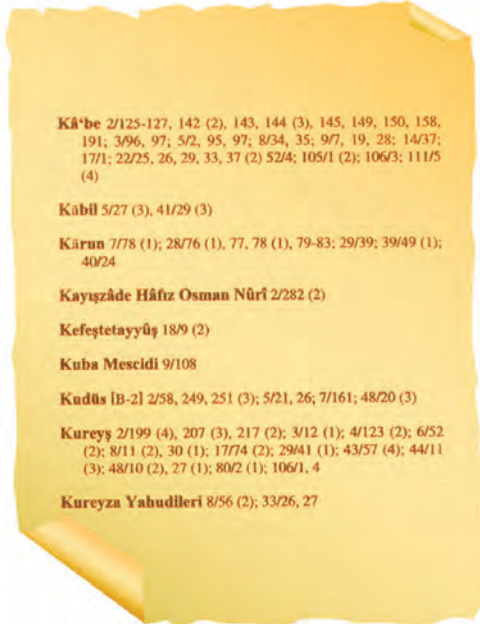 Kâ‘be 2/125-127, 142 (2), 143, 144 (3), 145, 149, 150, 158,
191; 3/96, 97; 5/2, 95, 97; 8/34, 35; 9/7, 19, 28; 14/37;
17/1; 22/25, 26, 29, 33, 37 (2) 52/4; 105/1 (2); 106/3; 111/5
(4)
Kābil 5/27 (3), 41/29 (3)
Kārun 7/78 (1); 28/76 (1), 77, 78 (1), 79-83; 29/39; 39/49 (1);
40/24
Kayışzâde Hâfız Osman Nûrî 2/282 (2)
Kefeştetayyûş 18/9 (2)
Kuba Mescidi 9/108
Kudüs [B-2] 2/58, 249, 251 (3); 5/21, 26; 7/161; 48/20 (3)
Kureyş 2/199 (4), 207 (3), 217 (2); 3/12 (1); 4/123 (2); 6/52
(2); 8/11 (2), 30 (1); 17/74 (2); 29/41 (1); 43/57 (4); 44/11
(3); 48/10 (2), 27 (1); 80/2 (1); 106/1, 4
Kureyza Yahudileri 8/56 (2); 33/26, 27